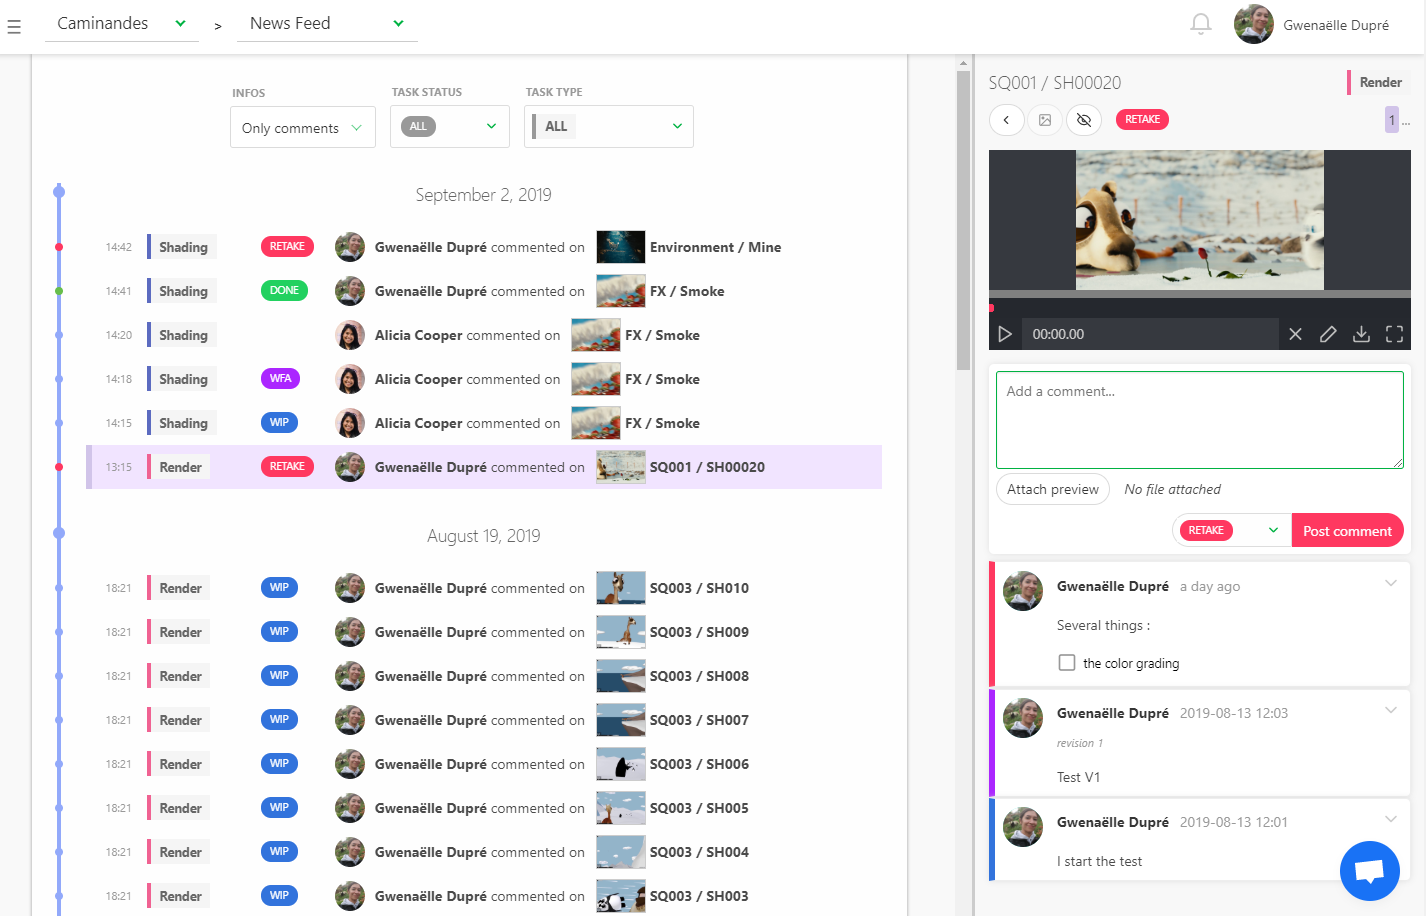 Caminandes > News Feed
Gwenaëlle Dupré
INFOS TASK STATUS TASK TYPE
Only comments ALL ALL
September 2, 2019
14:42 Shading RETAKE Gwenaëlle Dupré commented on Environment / Mine
14:41 Shading DONE Gwenaëlle Dupré commented on FX / Smoke
14:20 Shading Alicia Cooper commented on FX / Smoke
14:18 Shading WFA Alicia Cooper commented on FX / Smoke
14:15 Shading WIP Alicia Cooper commented on FX / Smoke
13:15 Render RETAKE Gwenaëlle Dupré commented on SQ001 / SH00020
August 19, 2019
18:21 Render WIP Gwenaëlle Dupré commented on SQ003 / SH010
18:21 Render WIP Gwenaëlle Dupré commented on SQ003 / SH009
18:21 Render WIP Gwenaëlle Dupré commented on SQ003 / SH008
18:21 Render WIP Gwenaëlle Dupré commented on SQ003 / SH007
18:21 Render WIP Gwenaëlle Dupré commented on SQ003 / SH006
18:21 Render WIP Gwenaëlle Dupré commented on SQ003 / SH005
18:21 Render WIP Gwenaëlle Dupré commented on SQ003 / SH004
18:21 Render WIP Gwenaëlle Dupré commented on SQ003 / SH003
SQ001 / SH00020 Render
RETAKE 1 ...
00:00.00
Add a comment...
Attach preview No file attached
RETAKE Post comment
Gwenaëlle Dupré a day ago
Several things :
the color grading
Gwenaëlle Dupré 2019-08-13 12:03
revision 1
Test V1
Gwenaëlle Dupré 2019-08-13 12:01
I start the test